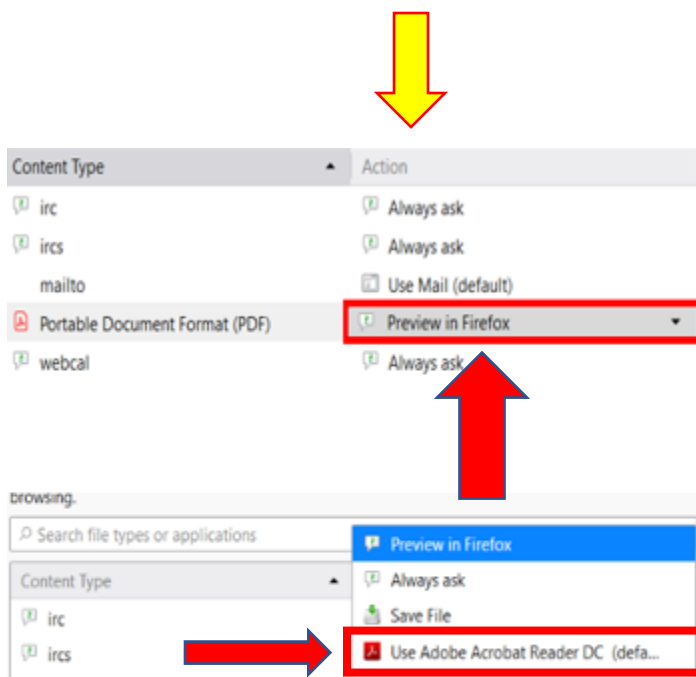 Content Type Action
irc Always ask
ircs Always ask
mailto Use Mail (default)
Portable Document Format (PDF) Preview in Firefox
webcal Always ask
browsing.
Search file types or applications
Preview in Firefox
Content Type Always ask
irc Save File
ircs Use Adobe Acrobat Reader DC (defa...